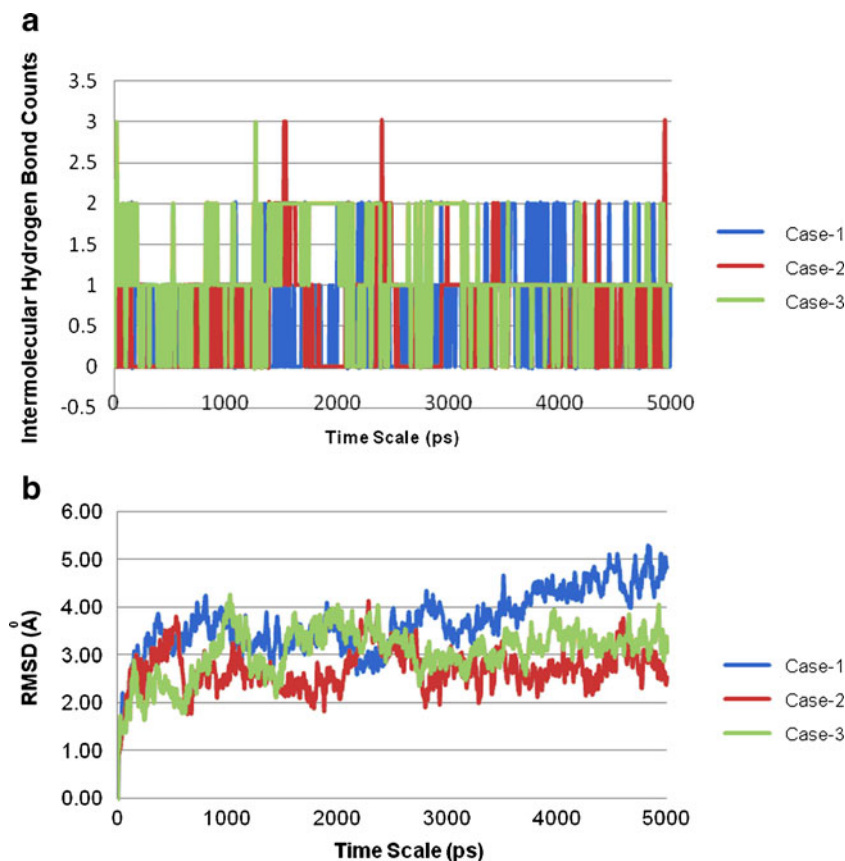 a
Intermolecular Hydrogen Bond Counts
3.5
3
2.5
2
1.5
1
0.5
0
-0.5
0 1000 2000 3000 4000 5000
Time Scale (ps)
Case-1
Case-2
Case-3
b
RMSD (Å⁰)
6.00
5.00
4.00
3.00
2.00
1.00
0.00
0 1000 2000 3000 4000 5000
Time Scale (ps)
Case-1
Case-2
Case-3